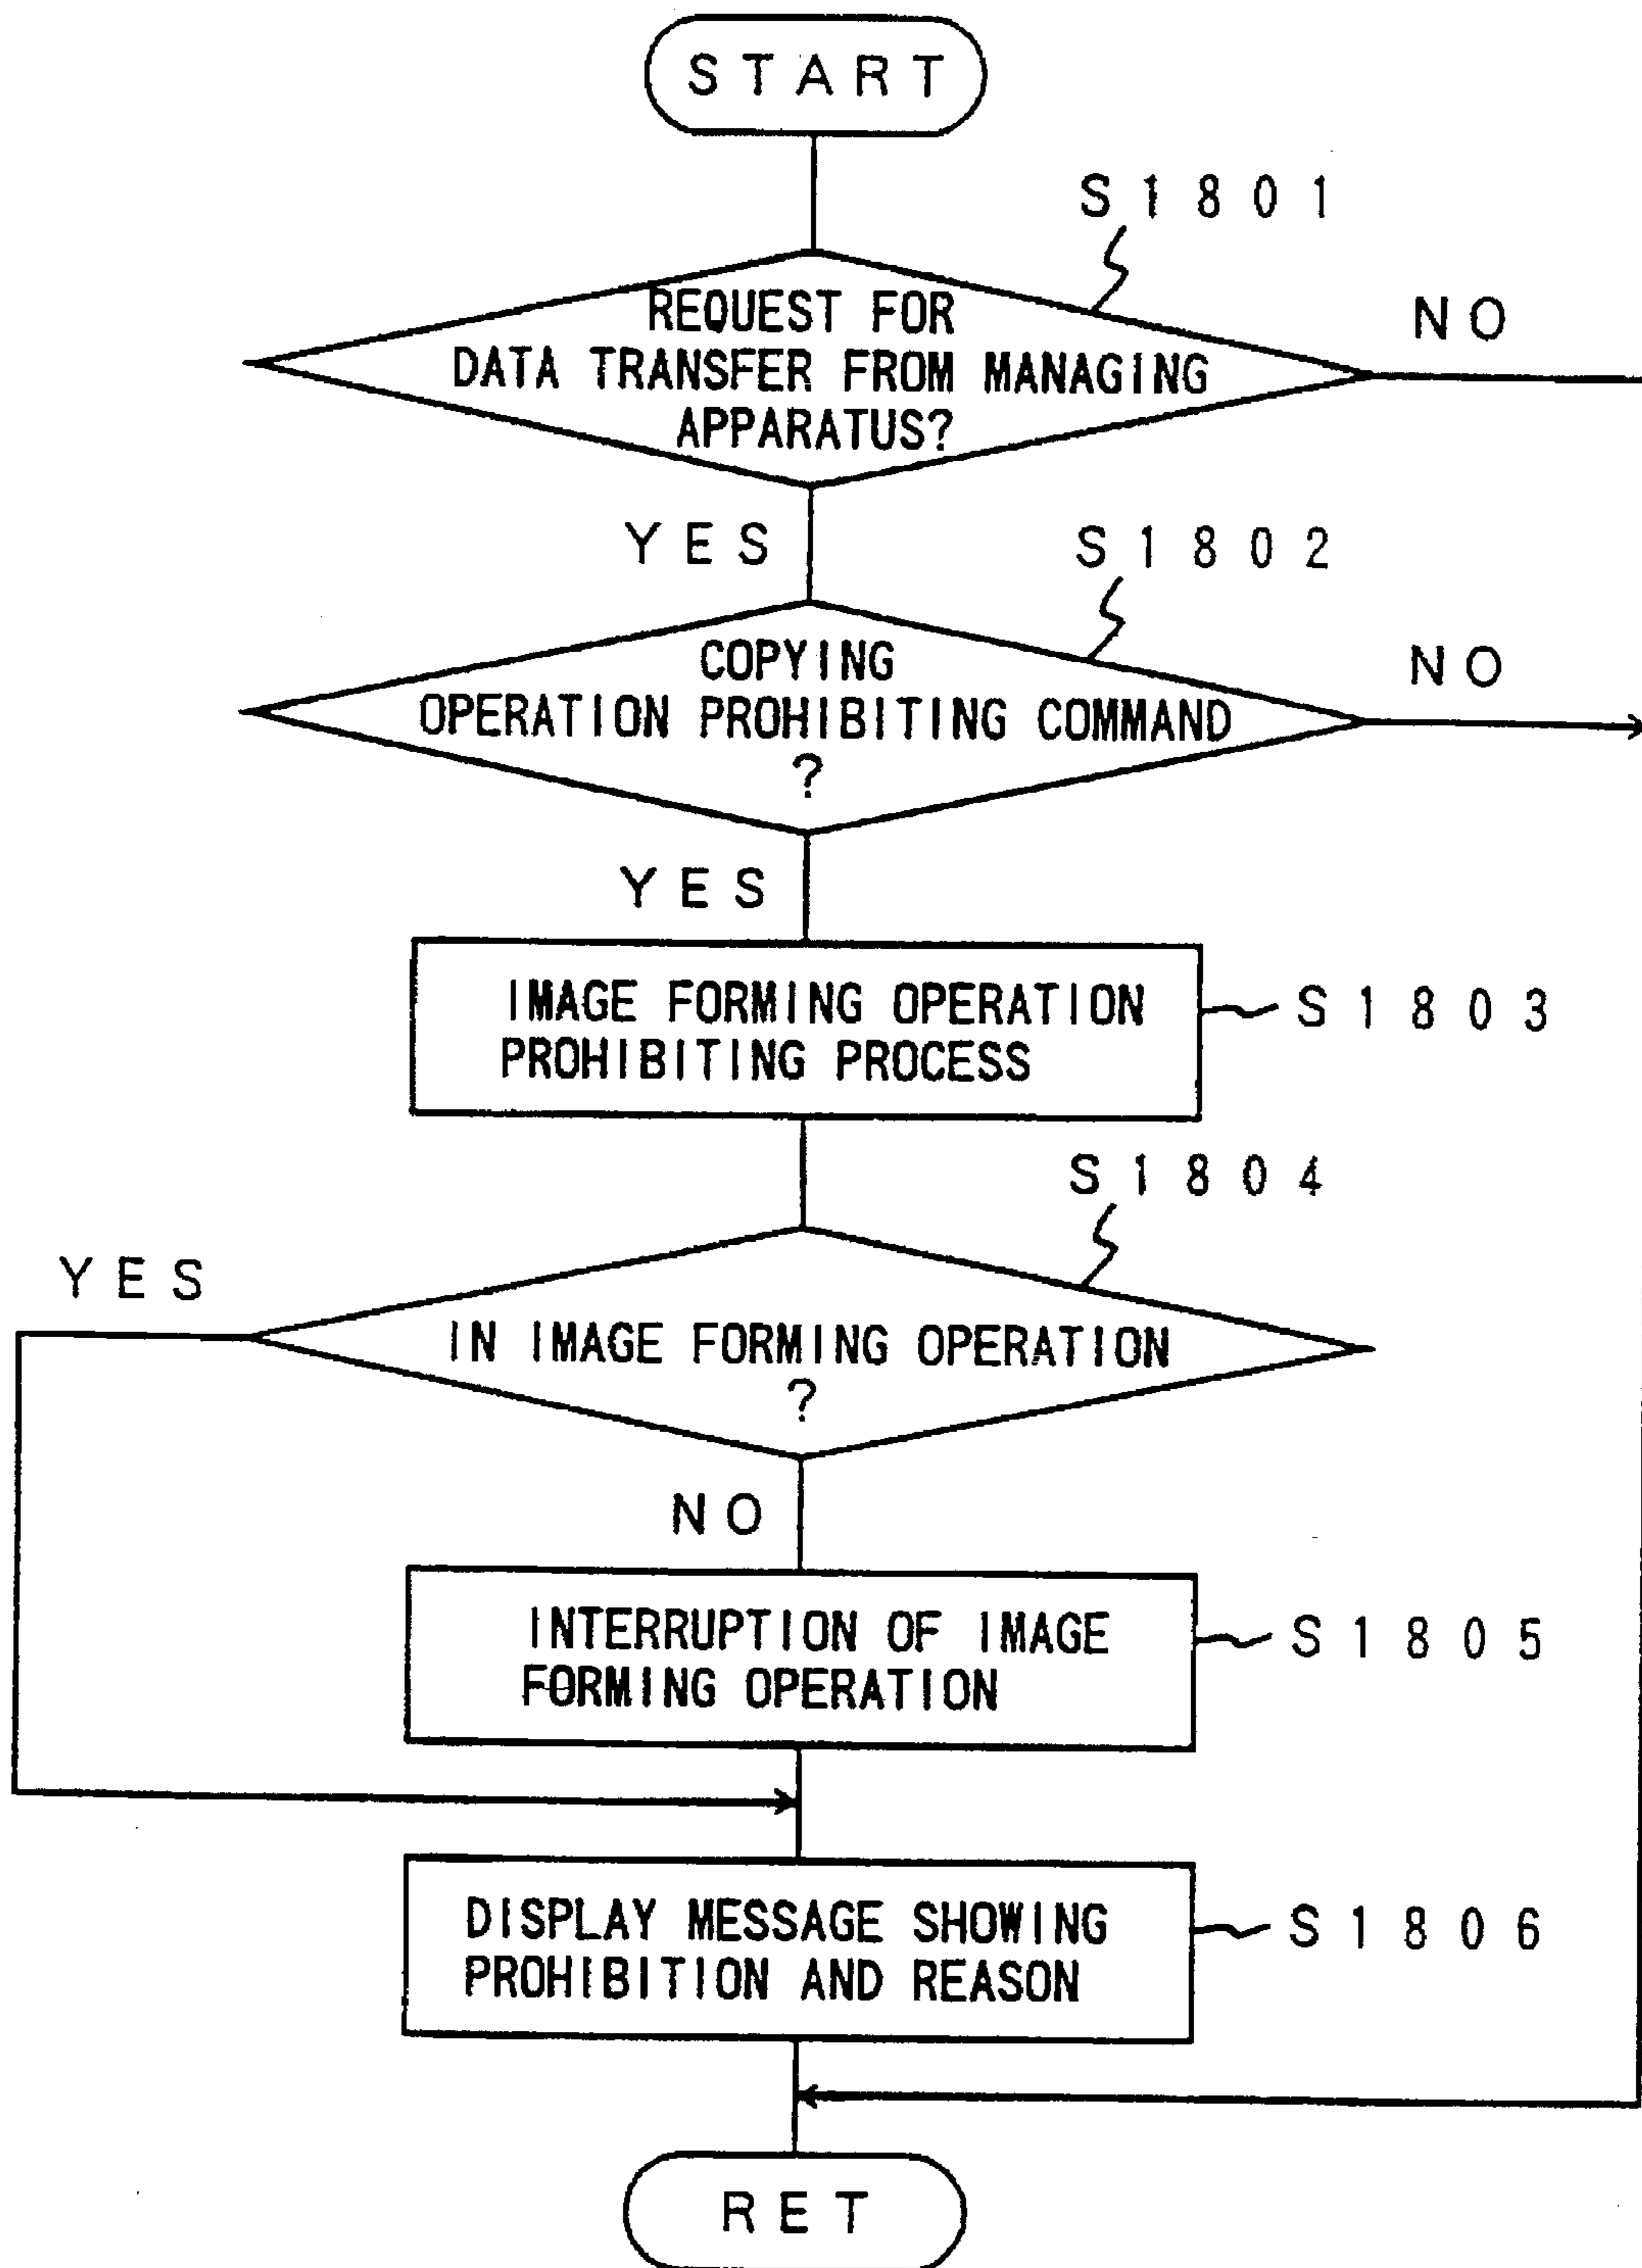 START
S1801
REQUEST FOR
DATA TRANSFER FROM MANAGING
APPARATUS?
NO
YES
S1802
COPYING
OPERATION PROHIBITING COMMAND
?
NO
YES
IMAGE FORMING OPERATION
PROHIBITING PROCESS
S1803
S1804
YES
IN IMAGE FORMING OPERATION
?
NO
INTERRUPTION OF IMAGE
FORMING OPERATION
S1805
DISPLAY MESSAGE SHOWING
PROHIBITION AND REASON
S1806
RET